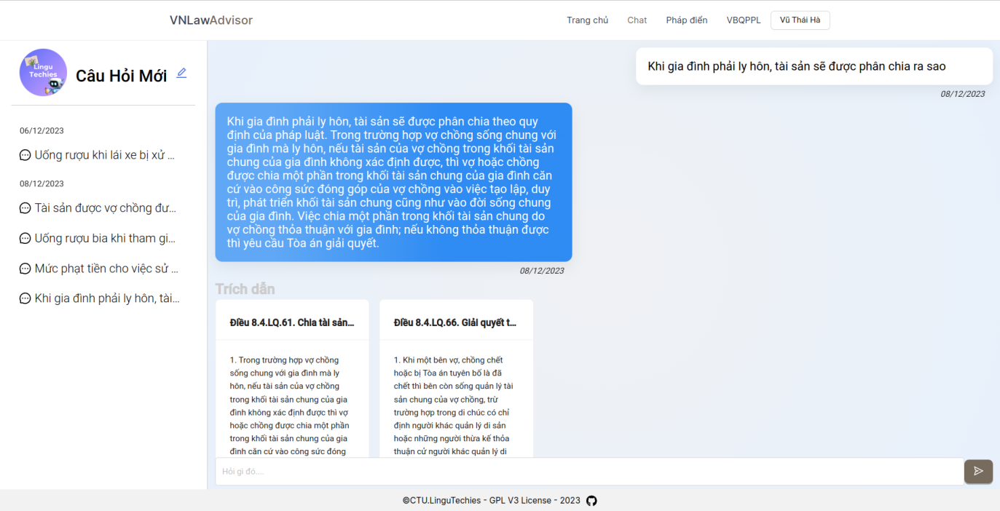 VNLawAdvisor
Trang chủ
Chat
Pháp điển
VBQPPL
Vũ Thái Hà
Lingu
Techies
Câu Hỏi Mới
06/12/2023
Uống rượu khi lái xe bị xử ...
08/12/2023
Tài sản được vợ chồng đư...
Uống rượu bia khi tham gi...
Mức phạt tiền cho việc sử ...
Khi gia đình phải ly hôn, tài...
Khi gia đình phải ly hôn, tài sản sẽ được phân chia ra sao
08/12/2023
Khi gia đình phải ly hôn, tài sản sẽ được phân chia theo quy
định của pháp luật. Trong trường hợp vợ chồng sống chung với
gia đình mà ly hôn, nếu tài sản của vợ chồng trong khối tài sản
chung của gia đình không xác định được, thì vợ hoặc chồng
được chia một phần trong khối tài sản chung của gia đình căn
cứ vào công sức đóng góp của vợ chồng vào việc tạo lập, duy
trì, phát triển khối tài sản chung cũng như vào đời sống chung
của gia đình. Việc chia một phần trong khối tài sản chung do
vợ chồng thỏa thuận với gia đình; nếu không thỏa thuận được
thì yêu cầu Tòa án giải quyết.
08/12/2023
Trích dẫn
Điều 8.4.LQ.61. Chia tài sản...
1. Trong trường hợp vợ chồng
sống chung với gia đình mà ly
hôn, nếu tài sản của vợ chồng
trong khối tài sản chung của gia
đình không xác định được thì vợ
hoặc chồng được chia một phần
trong khối tài sản chung của gia
đình căn cứ vào công sức đóng
Điều 8.4.LQ.66. Giải quyết t...
1. Khi một bên vợ, chồng chết
hoặc bị Tòa án tuyên bố là đã
chết thì bên còn sống quản lý tài
sản chung của vợ chồng, trừ
trường hợp trong di chúc có chỉ
định người khác quản lý di sản
hoặc những người thừa kế thỏa
thuận cử người khác quản lý di
Hỏi gì đó....
©CTU.LinguTechies - GPL V3 License - 2023